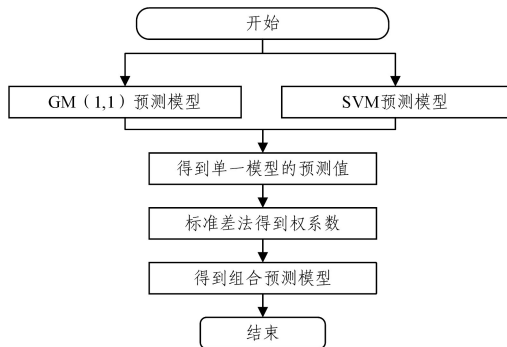 开始
GM（1,1）预测模型
SVM预测模型
得到单一模型的预测值
标准差法得到权系数
得到组合预测模型
结束